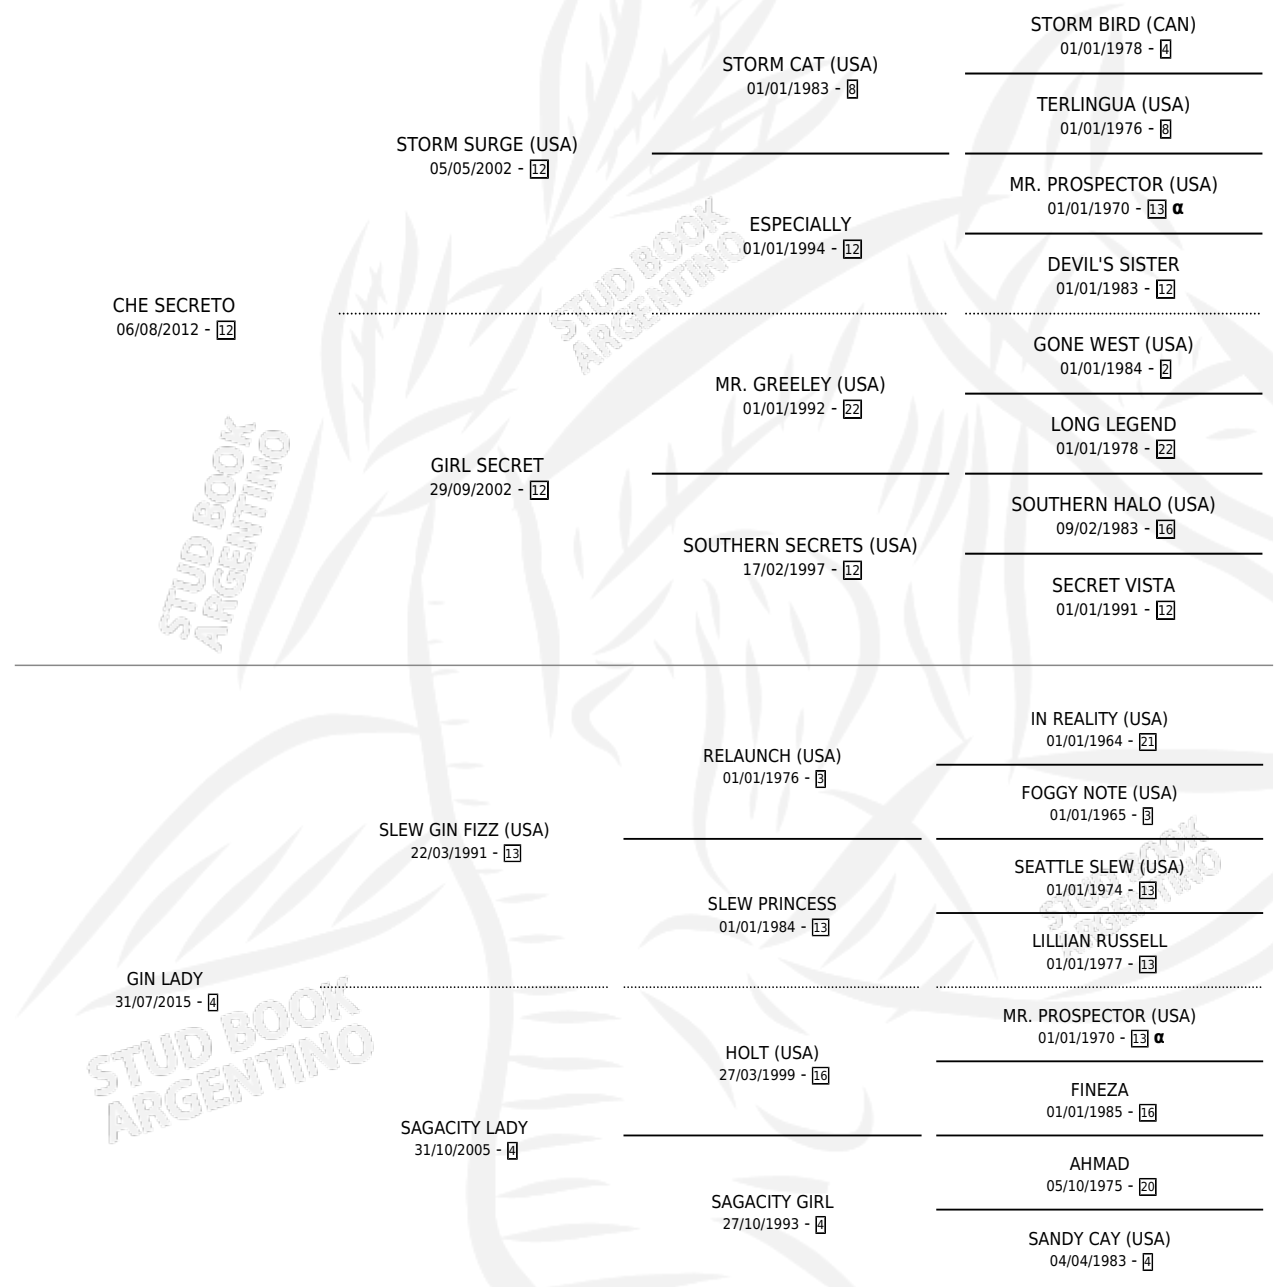 STORM BIRD (CAN)
01/01/1978 - 4
STORM CAT (USA)
01/01/1983 - 8
TERLINGUA (USA)
01/01/1976 - 8
STORM SURGE (USA)
05/05/2002 - 12
MR. PROSPECTOR (USA)
01/01/1970 - 13 α
ESPECIALLY
01/01/1994 - 12
DEVIL'S SISTER
01/01/1983 - 12
CHE SECRETO
06/08/2012 - 12
GONE WEST (USA)
01/01/1984 - 2
MR. GREELEY (USA)
01/01/1992 - 22
LONG LEGEND
01/01/1978 - 22
GIRL SECRET
29/09/2002 - 12
SOUTHERN HALO (USA)
09/02/1983 - 16
SOUTHERN SECRETS (USA)
17/02/1997 - 12
SECRET VISTA
01/01/1991 - 12
STUD BOOK
ARGENTINO
STUD BOOK
ARGENTINO
IN REALITY (USA)
01/01/1964 - 21
RELAUNCH (USA)
01/01/1976 - 3
FOGGY NOTE (USA)
01/01/1965 - 3
SLEW GIN FIZZ (USA)
22/03/1991 - 13
SEATTLE SLEW (USA)
01/01/1974 - 13
SLEW PRINCESS
01/01/1984 - 13
LILLIAN RUSSELL
01/01/1977 - 13
GIN LADY
31/07/2015 - 4
MR. PROSPECTOR (USA)
01/01/1970 - 13 α
HOLT (USA)
27/03/1999 - 16
FINEZA
01/01/1985 - 16
SAGACITY LADY
31/10/2005 - 4
AHMAD
05/10/1975 - 20
SAGACITY GIRL
27/10/1993 - 4
SANDY CAY (USA)
04/04/1983 - 4
STUD BOOK
ARGENTINO
STUD BOOK
ARGENTINO